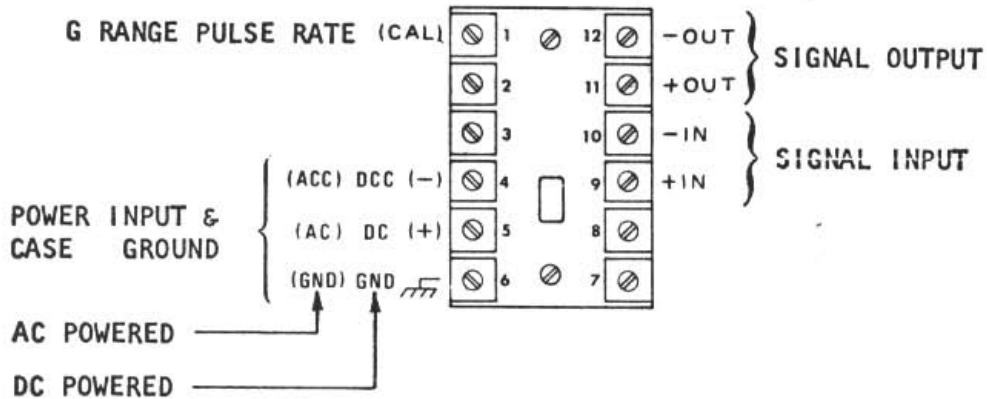 G RANGE PULSE RATE (CAL) 1 12 -OUT
SIGNAL OUTPUT
2 11 +OUT
3 10 -IN
SIGNAL INPUT
(ACC) DCC (-) 4 9 +IN
POWER INPUT &
CASE GROUND
(AC) DC (+) 5 8
(GND) GND 6 7
AC POWERED
DC POWERED